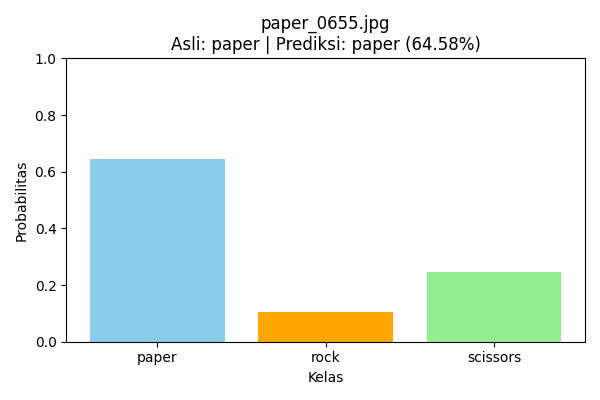 paper_0655.jpg
Asli: paper | Prediksi: paper (64.58%)
1.0
0.8
0.6
0.4
0.2
0.0
Probabilitas
paper rock scissors
Kelas